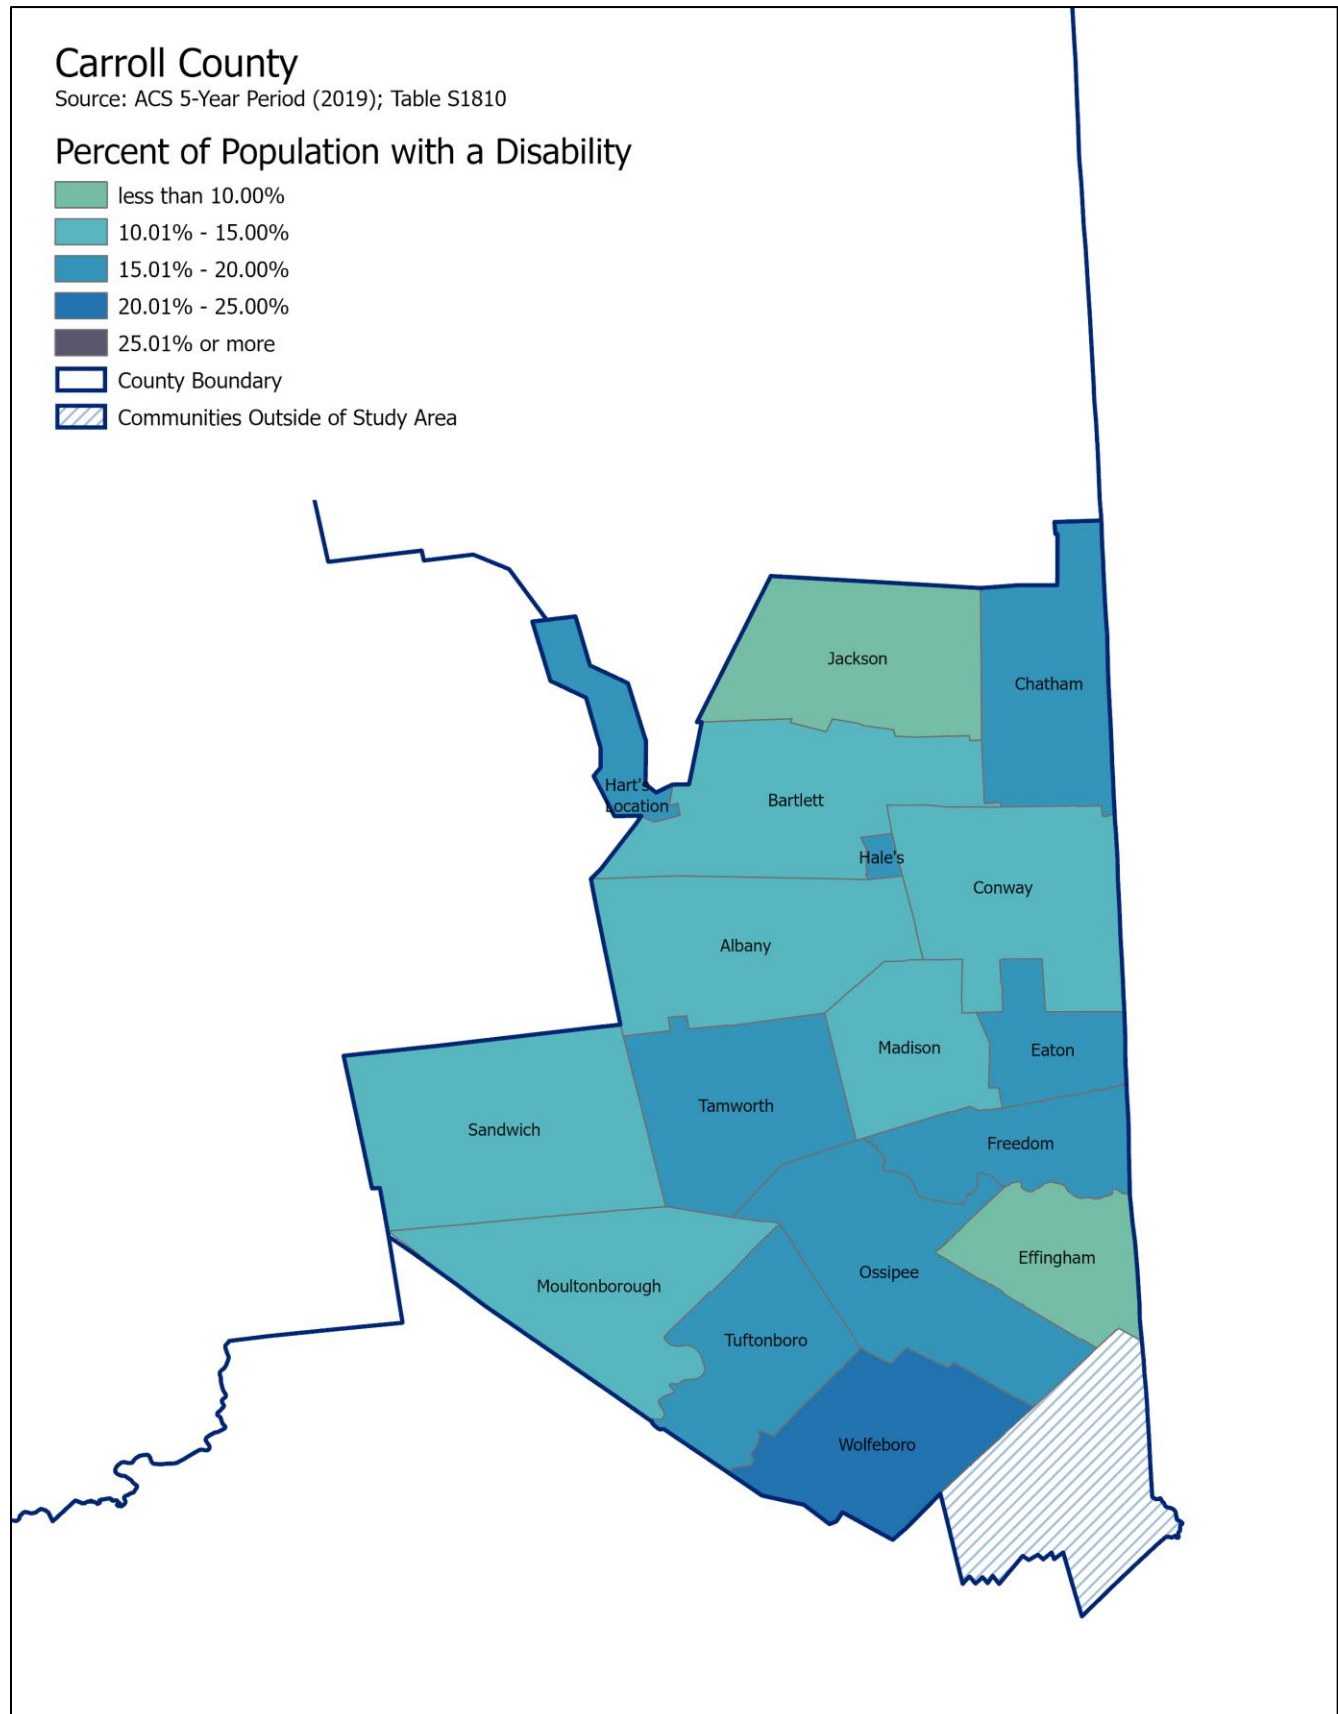 Carroll County
Source: ACS 5-Year Period (2019); Table S1810
Percent of Population with a Disability
less than 10.00%
10.01% - 15.00%
15.01% - 20.00%
20.01% - 25.00%
25.01% or more
County Boundary
Communities Outside of Study Area
Jackson
Chatham
Hart's
Location
Bartlett
Hale's
Conway
Albany
Madison
Eaton
Tamworth
Sandwich
Freedom
Effingham
Ossipee
Moultonborough
Tuftonboro
Wolfeboro